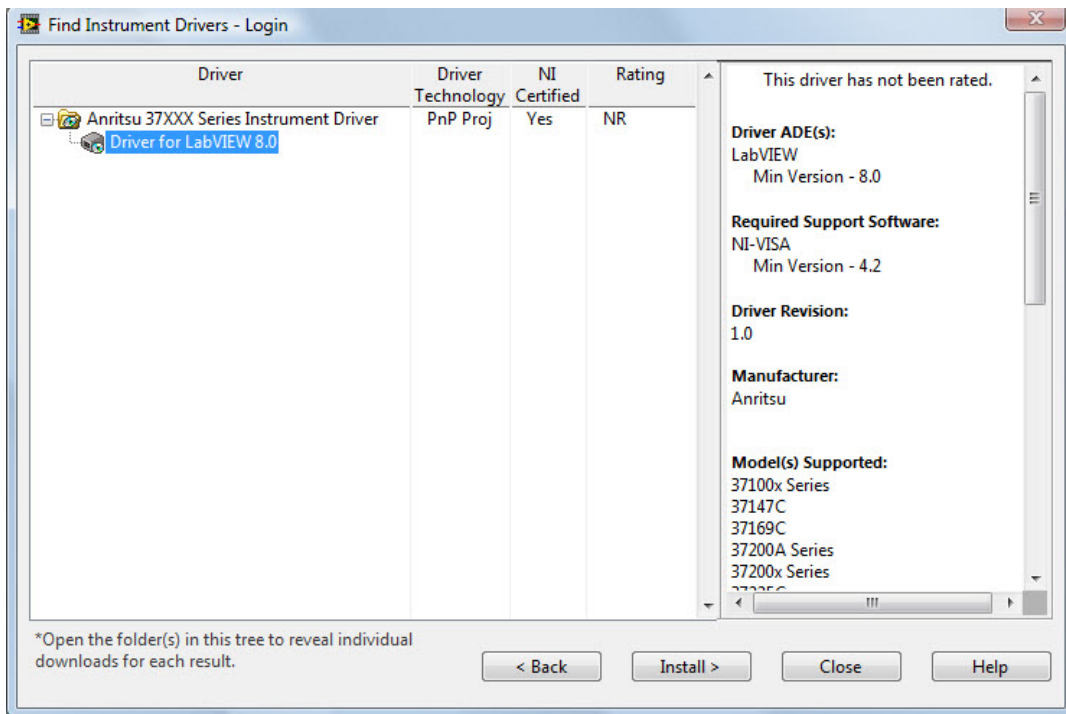 Find Instrument Drivers - Login
Driver
Driver Technology
NI Certified
Rating
Anritsu 37XXX Series Instrument Driver
PnP Proj
Yes
NR
Driver for LabVIEW 8.0
This driver has not been rated.
Driver ADE(s):
LabVIEW
Min Version - 8.0
Required Support Software:
NI-VISA
Min Version - 4.2
Driver Revision:
1.0
Manufacturer:
Anritsu
Model(s) Supported:
37100x Series
37147C
37169C
37200A Series
37200x Series
*Open the folder(s) in this tree to reveal individual
downloads for each result.
< Back
Install >
Close
Help